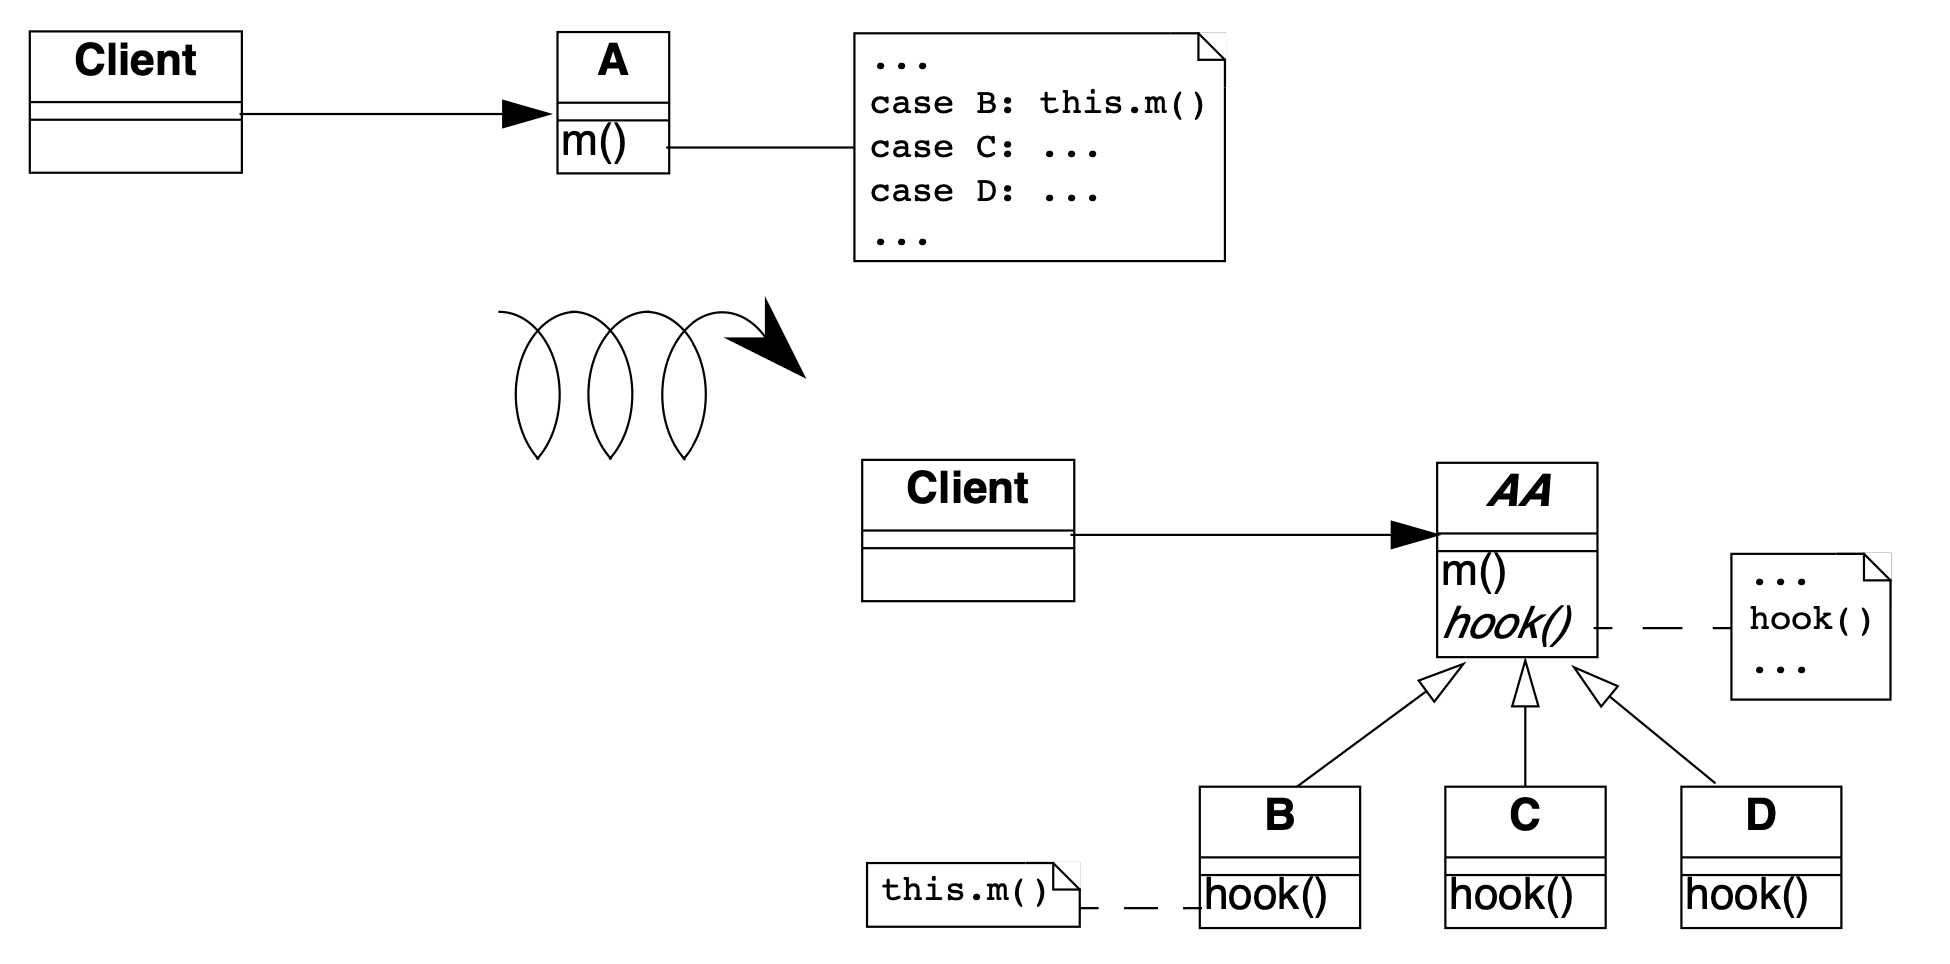 Client
A
m()
...
case B: this.m()
case C: ...
case D: ...
...
Client
AA
m()
hook()
...
hook()
...
B
hook()
C
hook()
D
hook()
this.m()